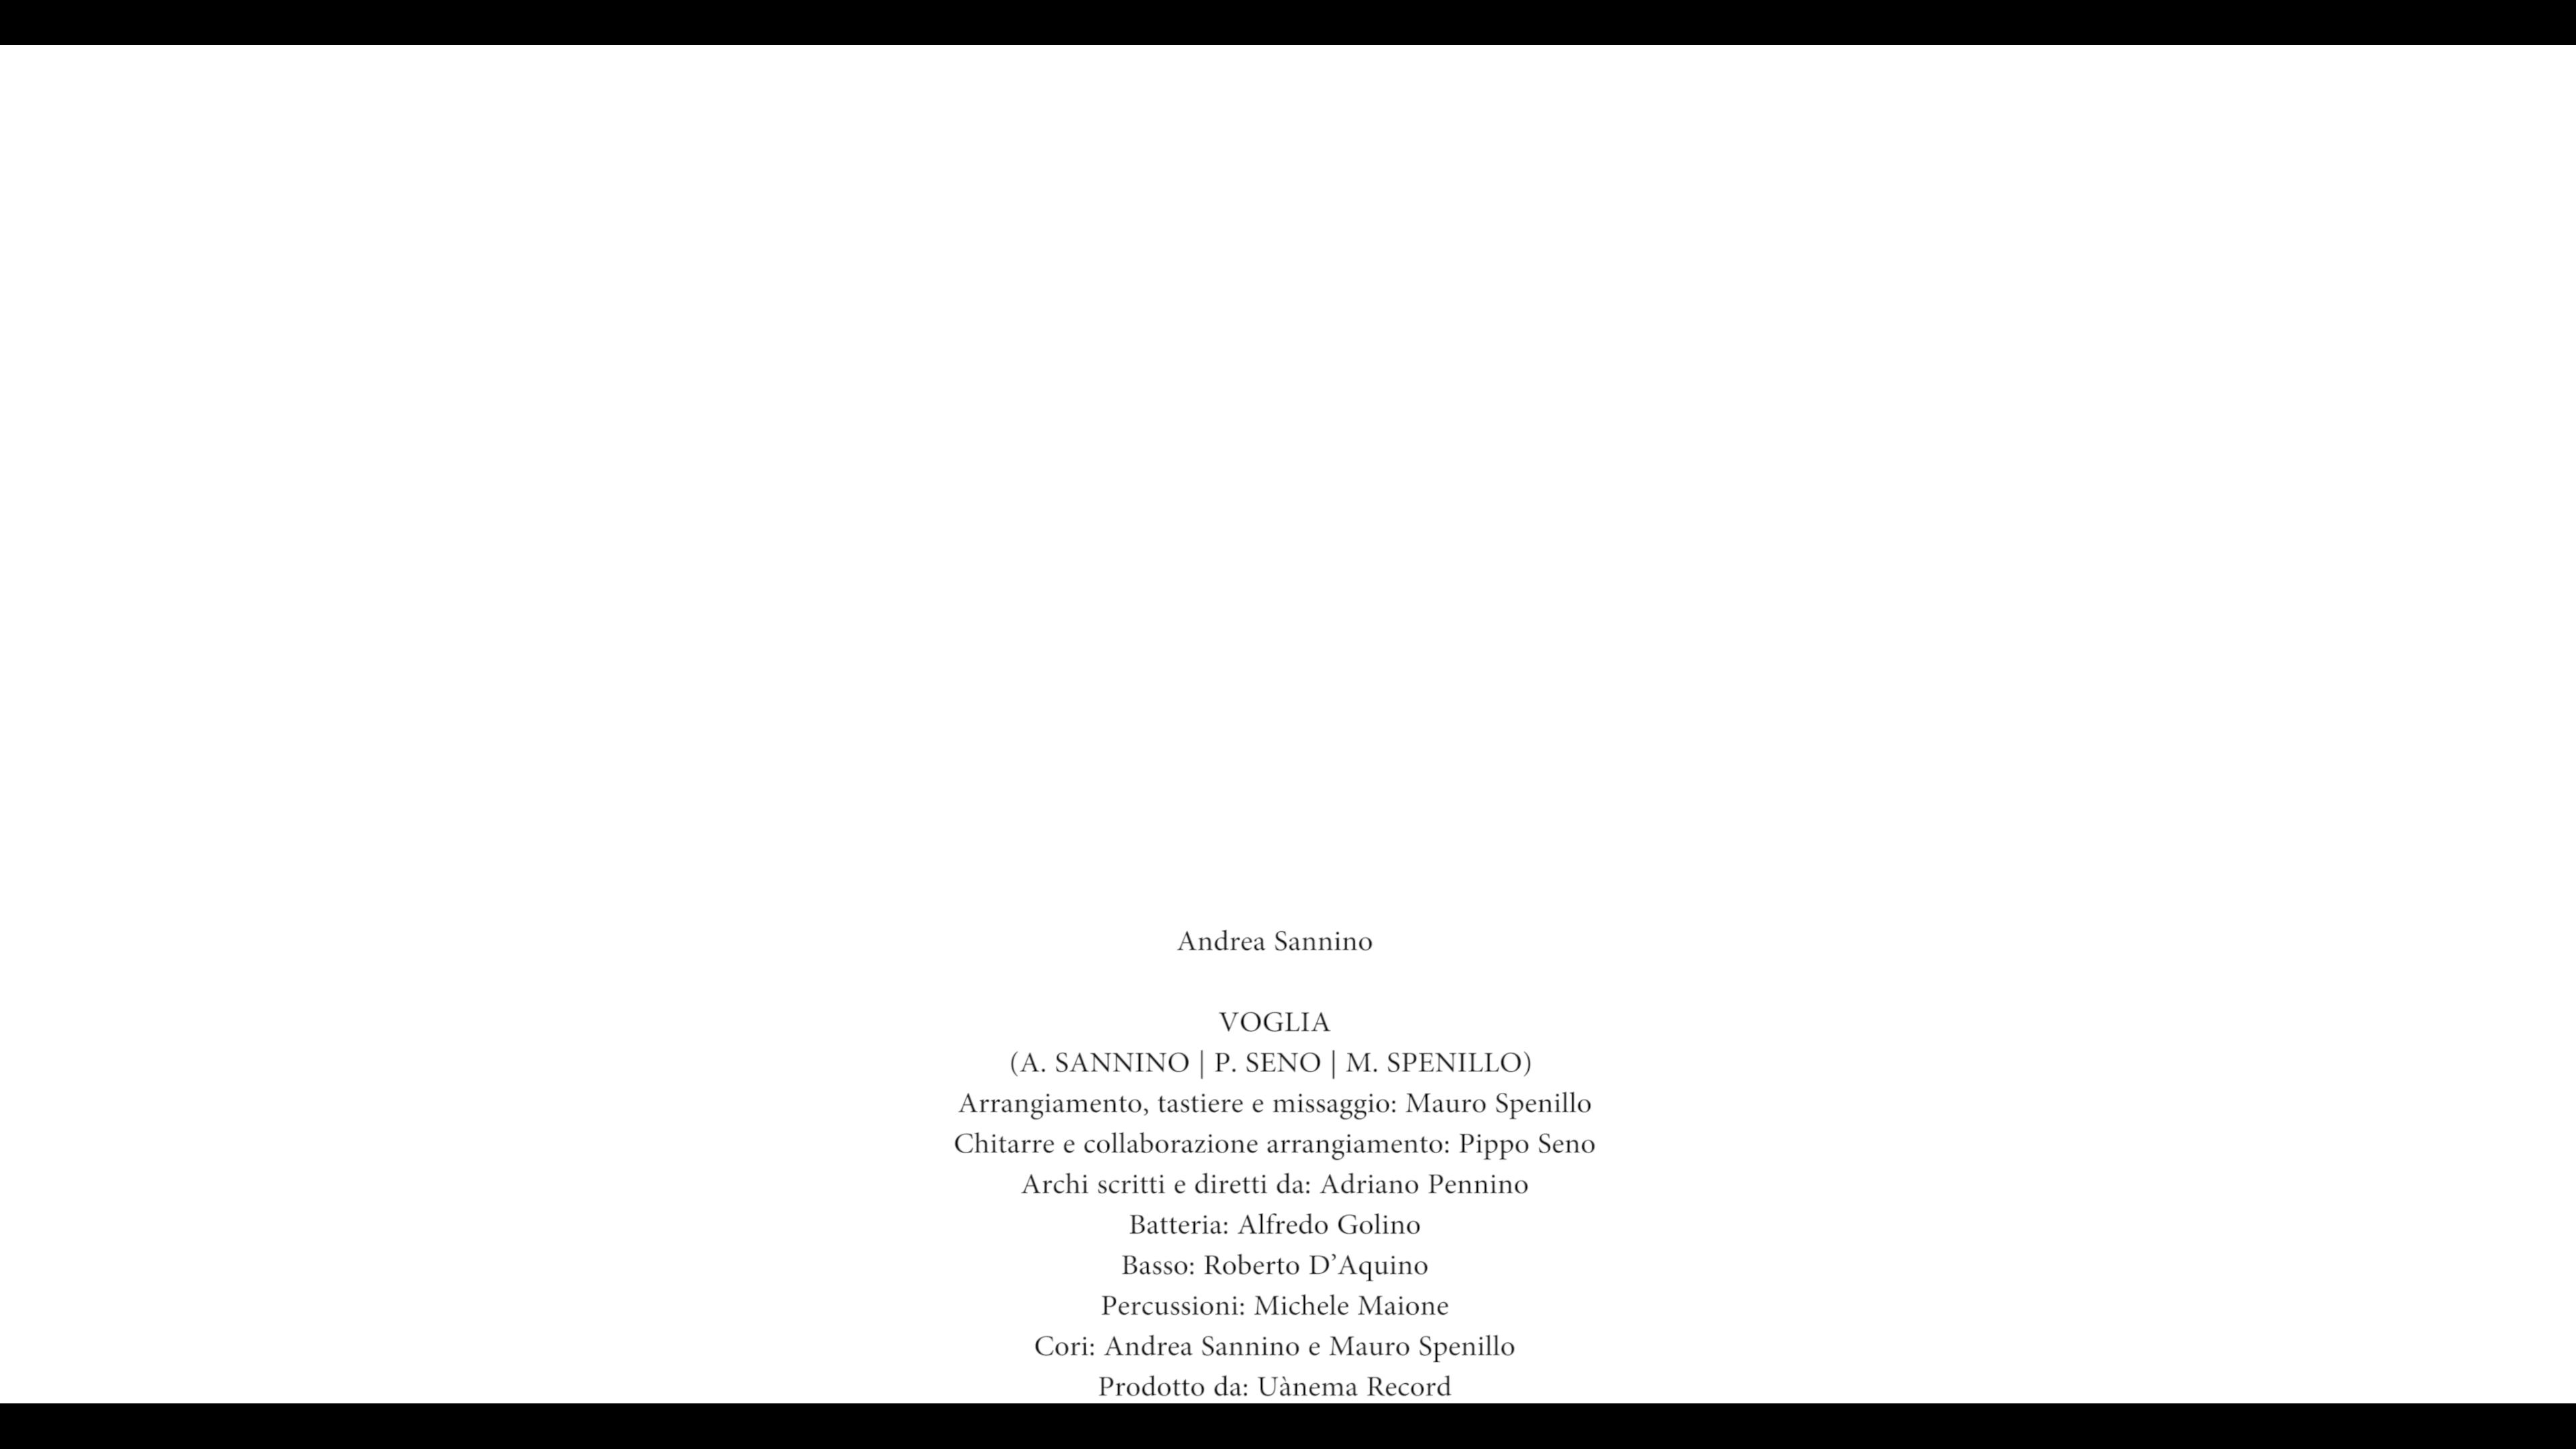 Andrea Sannino
VOGLIA
(A. SANNINO | P. SENO | M. SPENILLO)
Arrangiamento, tastiere e missaggio: Mauro Spenillo
Chitarre e collaborazione arrangiamento: Pippo Seno
Archi scritti e diretti da: Adriano Pennino
Batteria: Alfredo Golino
Basso: Roberto D’Aquino
Percussioni: Michele Maione
Cori: Andrea Sannino e Mauro Spenillo
Prodotto da: Uànema Record